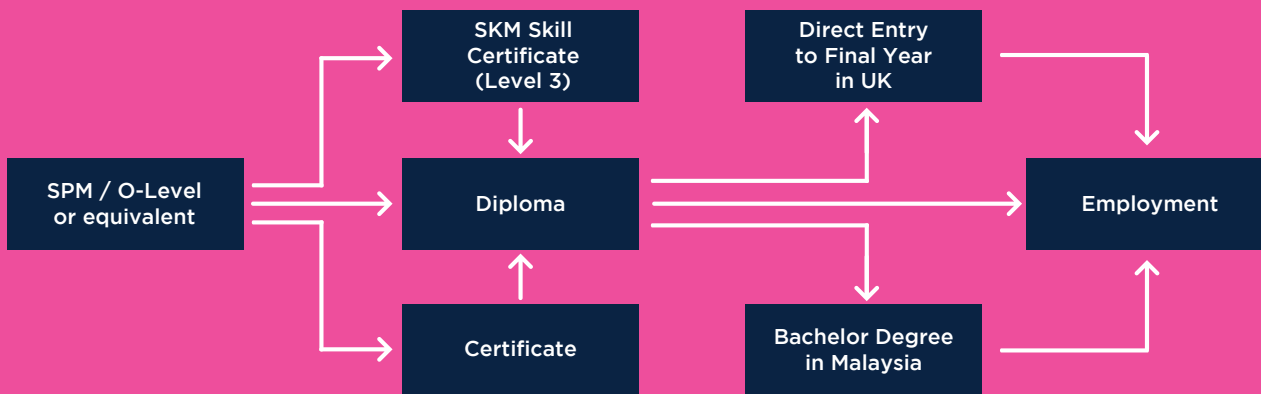 SKM Skill
Certificate
(Level 3)
Direct Entry
to Final Year
in UK
SPM / O-Level
or equivalent
Diploma
Employment
Certificate
Bachelor Degree
in Malaysia